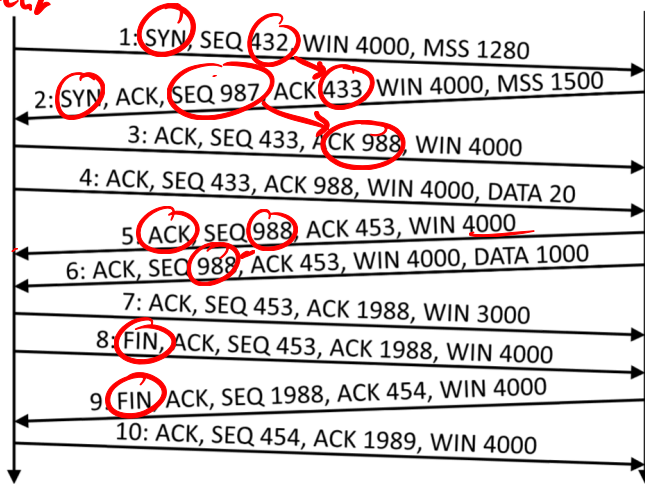 1: SYN, SEQ 432, WIN 4000, MSS 1280
2: SYN, ACK, SEQ 987, ACK 433, WIN 4000, MSS 1500
3: ACK, SEQ 433, ACK 988, WIN 4000
4: ACK, SEQ 433, ACK 988, WIN 4000, DATA 20
5: ACK, SEQ 988, ACK 453, WIN 4000
6: ACK, SEQ 988, ACK 453, WIN 4000, DATA 1000
7: ACK, SEQ 453, ACK 1988, WIN 3000
8: FIN, ACK, SEQ 453, ACK 1988, WIN 4000
9: FIN, ACK, SEQ 1988, ACK 454, WIN 4000
10: ACK, SEQ 454, ACK 1989, WIN 4000